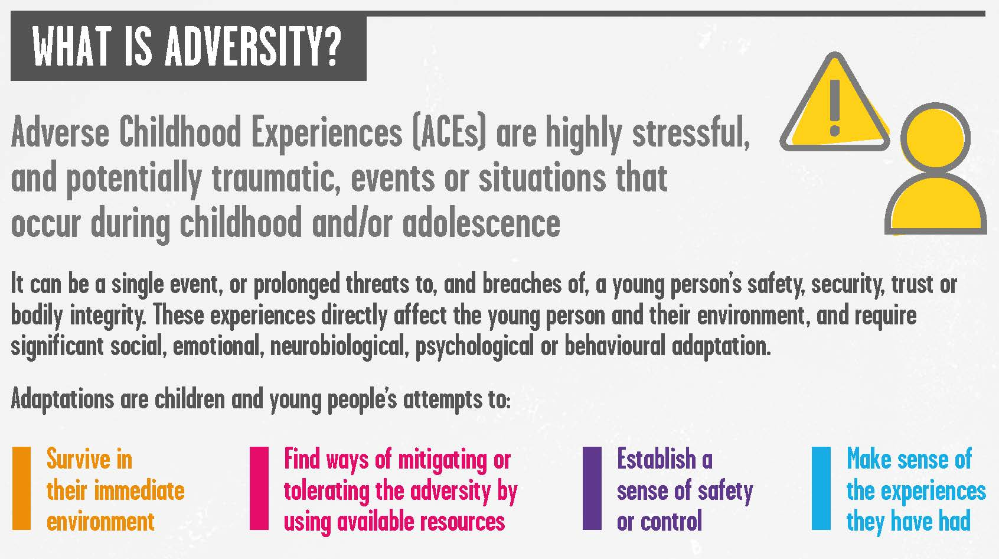 WHAT IS ADVERSITY?
Adverse Childhood Experiences (ACEs) are highly stressful,
and potentially traumatic, events or situations that
occur during childhood and/or adolescence
It can be a single event, or prolonged threats to, and breaches of, a young person’s safety, security, trust or
bodily integrity. These experiences directly affect the young person and their environment, and require
significant social, emotional, neurobiological, psychological or behavioural adaptation.
Adaptations are children and young people’s attempts to:
Survive in
their immediate
environment
Find ways of mitigating or
tolerating the adversity by
using available resources
Establish a
sense of safety
or control
Make sense of
the experiences
they have had